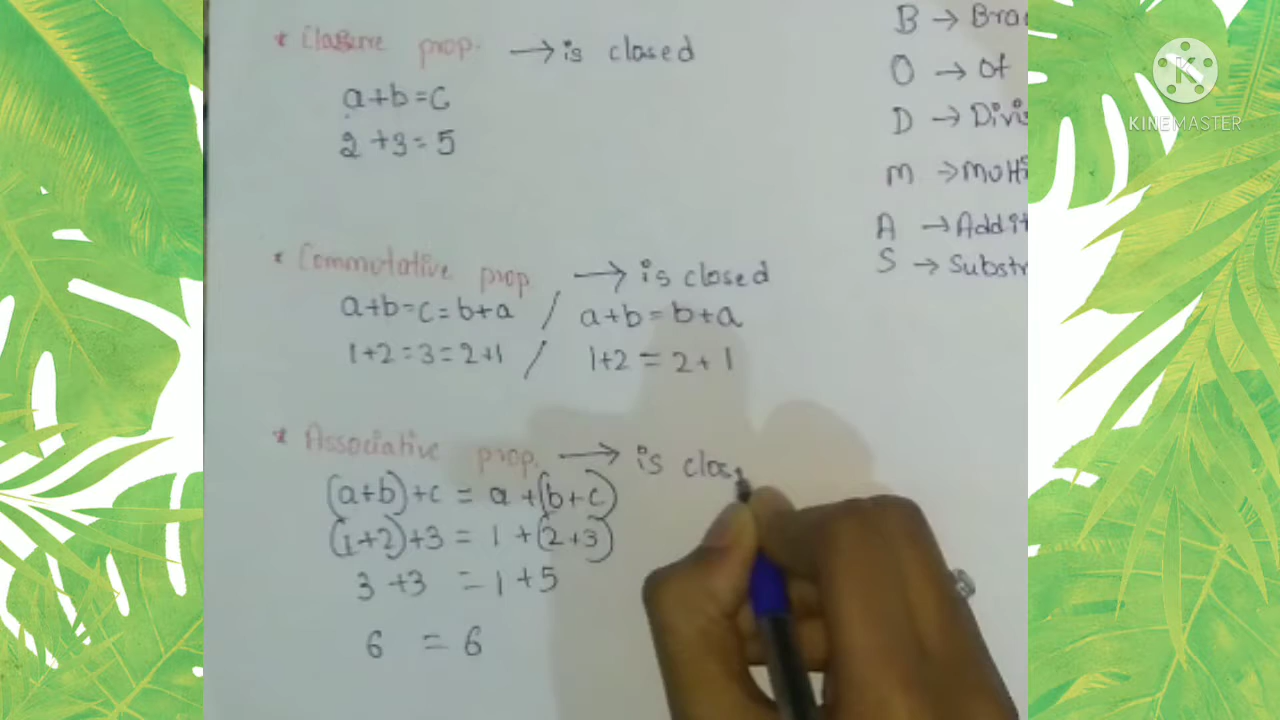 * Closure prop. → is closed
a+b=c
2+3=5
* Commutative prop → is closed
a+b=c=b+a / a+b=b+a
1+2=3=2+1 / 1+2=2+1
* Associative prop. → is clos
(a+b)+c = a+(b+c)
(1+2)+3 = 1+(2+3)
3+3 = 1+5
6 = 6
B → Bra
O → Of
D → Divis
M → Multi
A → Addit
S → Substr
KINEMASTER